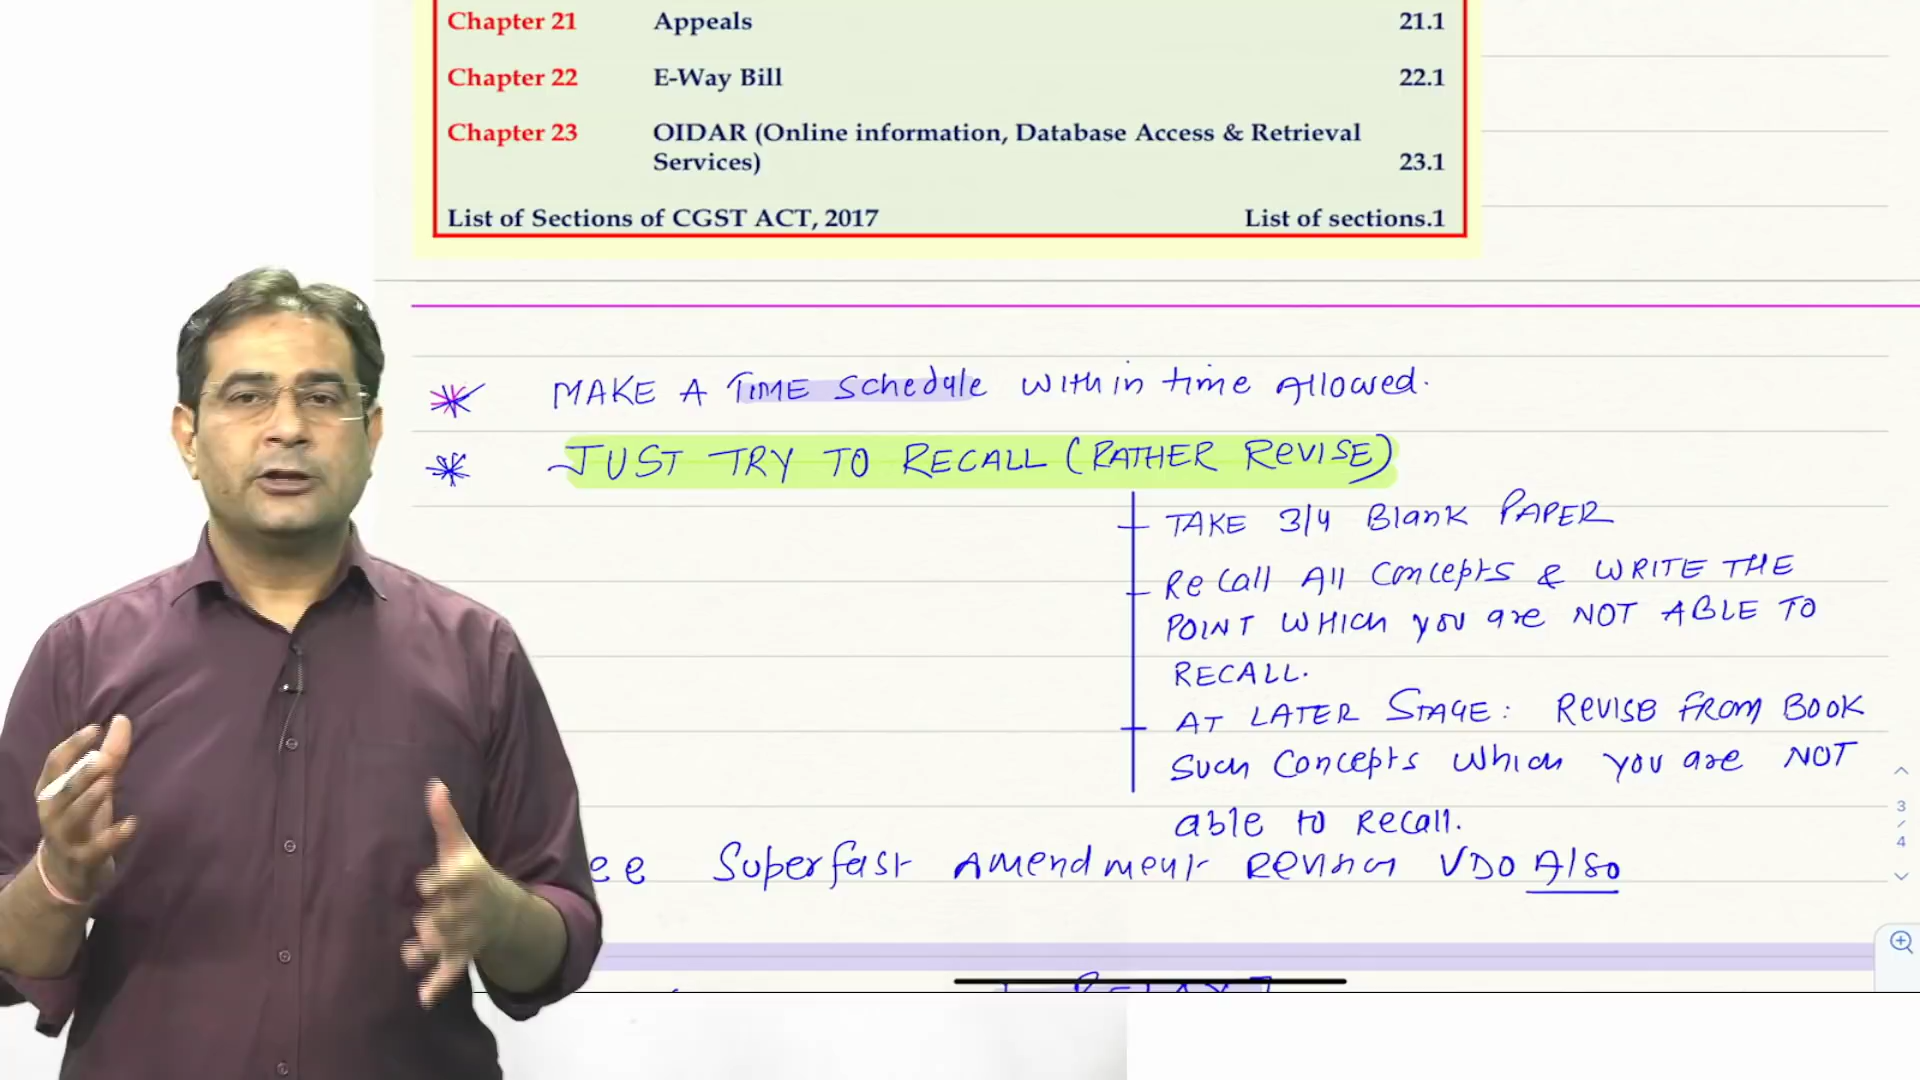 Chapter 21 Appeals 21.1
Chapter 22 E-Way Bill 22.1
Chapter 23 OIDAR (Online information, Database Access & Retrieval
Services) 23.1
List of Sections of CGST ACT, 2017 List of sections.1
MAKE A TIME Schedule within time Allowed.
JUST TRY TO RECALL (RATHER REVISE)
TAKE 3/4 Blank PAPER
Recall All Concepts & WRITE THE
POINT WHICH you are NOT ABLE TO
RECALL.
AT LATER STAGE: REVISE FROM BOOK
Such Concepts Which you are NOT
able to Recall.
ee Superfast Amendment Revision VDO Also
3
/
4